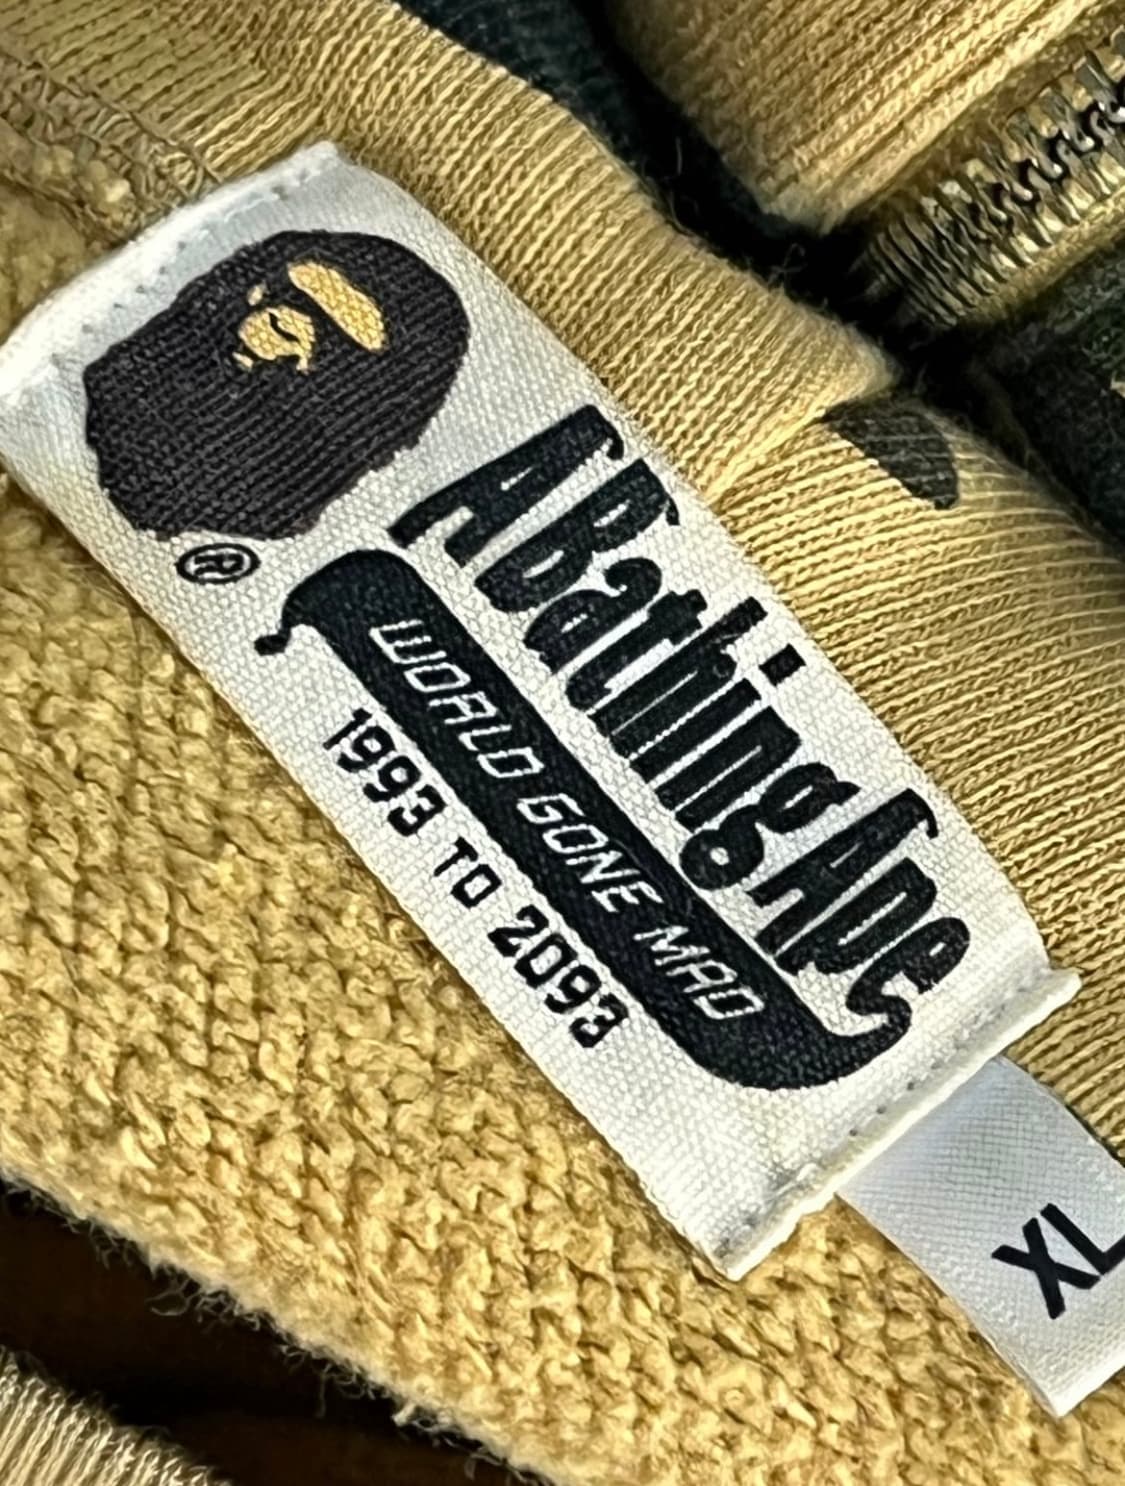 ®
ABathingApe
WORLD GONE MAD
1993 TO 2093
XL